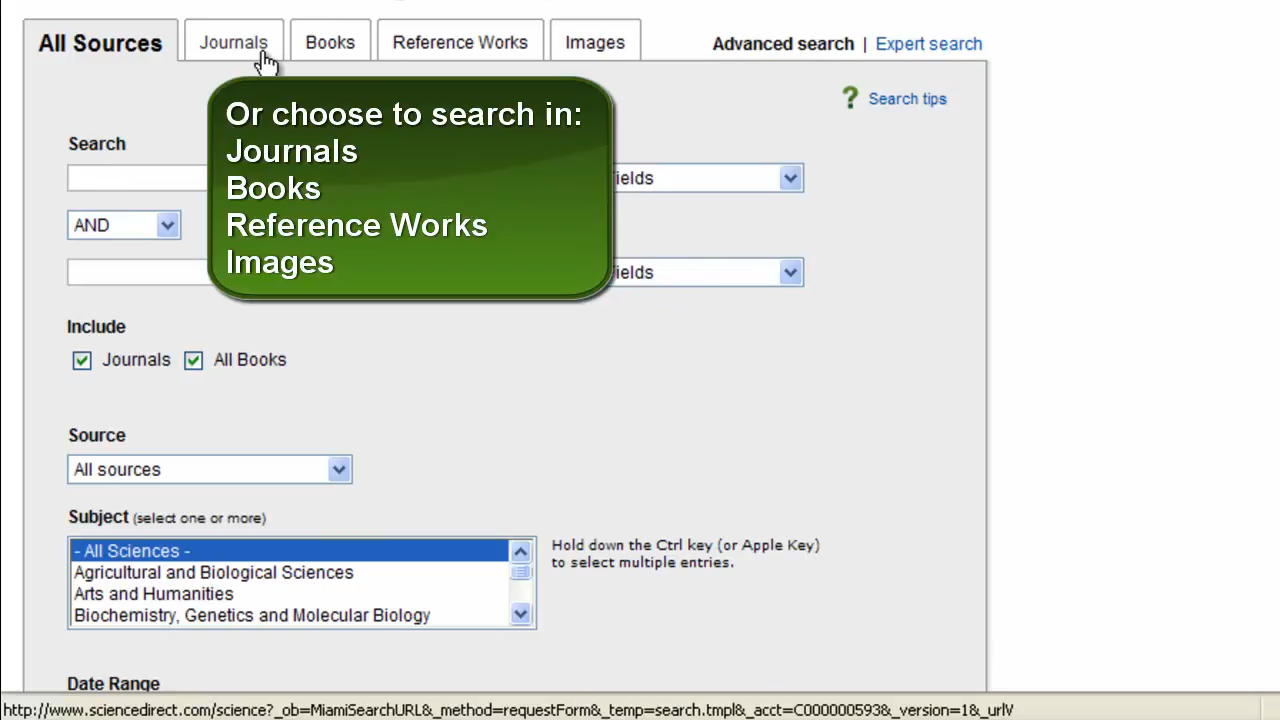 All Sources Journals Books Reference Works Images Advanced search | Expert search
? Search tips
Or choose to search in:
Journals
Books
Reference Works
Images
Search
ields
AND
ields
Include
Journals All Books
Source
All sources
Subject (select one or more)
- All Sciences -
Agricultural and Biological Sciences
Arts and Humanities
Biochemistry, Genetics and Molecular Biology
Hold down the Ctrl key (or Apple Key)
to select multiple entries.
Date Range
http://www.sciencedirect.com/science?_ob=MiamiSearchURL&_method=requestForm&_temp=search.tmpl&_acct=C000000593&_version=1&_urlV